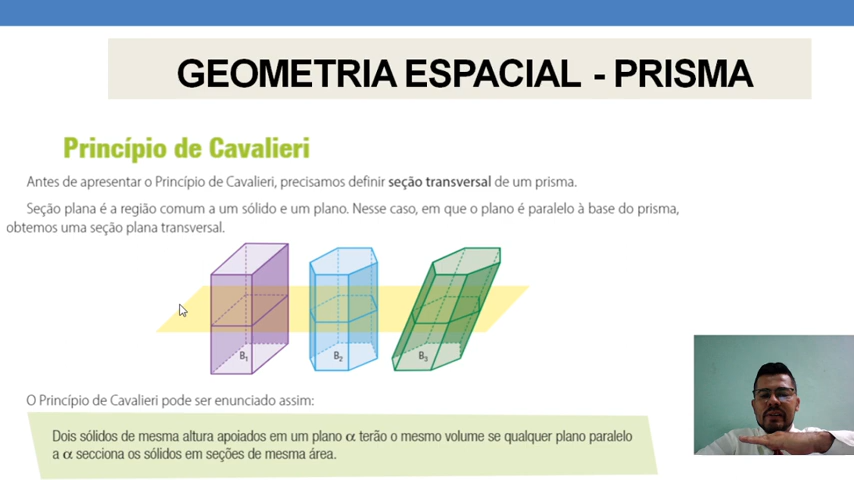 GEOMETRIA ESPACIAL - PRISMA
Princípio de Cavalieri
Antes de apresentar o Princípio de Cavalieri, precisamos definir seção transversal de um prisma.
Seção plana é a região comum a um sólido e um plano. Nesse caso, em que o plano é paralelo à base do prisma,
obtemos uma seção plana transversal.
B₁ B₂ B₃
O Princípio de Cavalieri pode ser enunciado assim:
Dois sólidos de mesma altura apoiados em um plano α terão o mesmo volume se qualquer plano paralelo
a α secciona os sólidos em seções de mesma área.